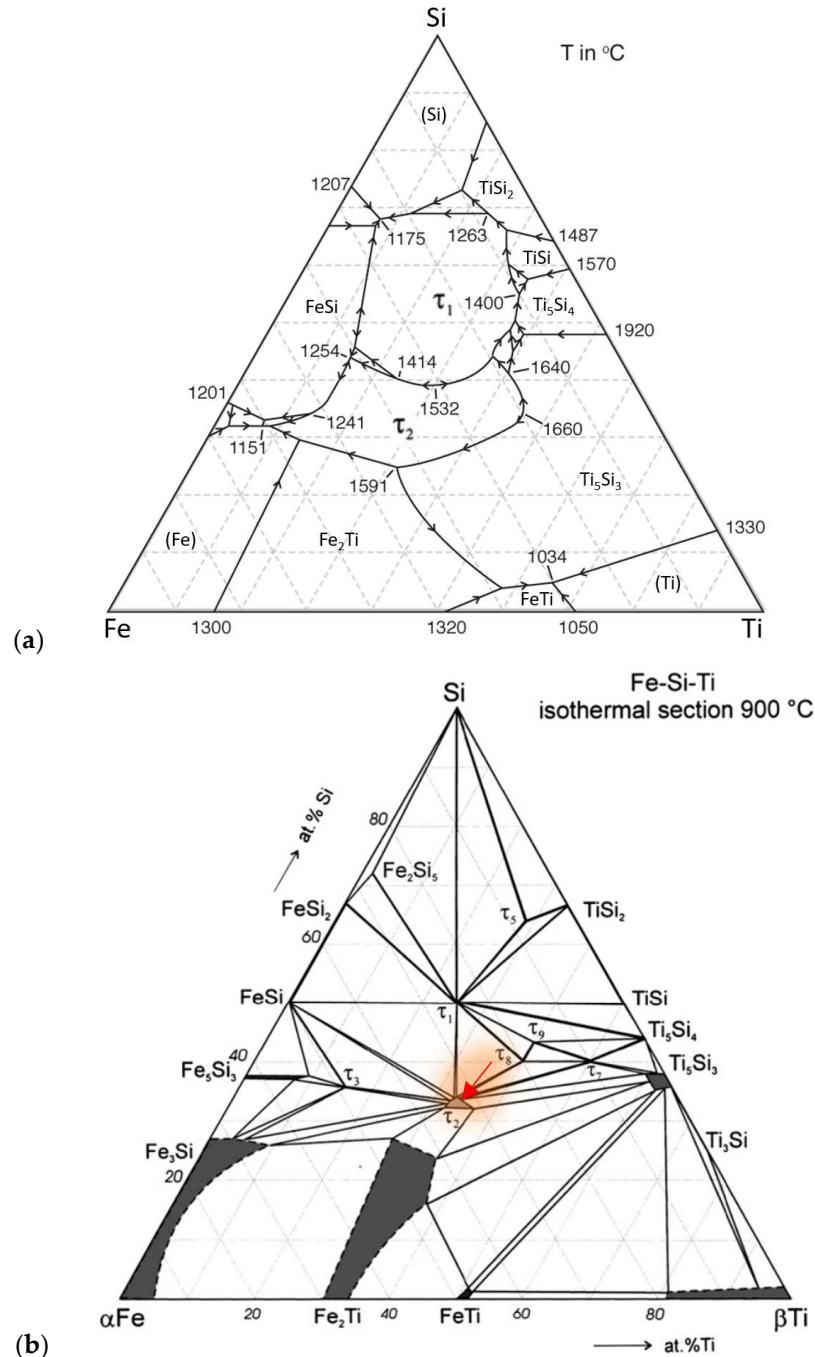 Si
T in °C
(Si)
1207
TiSi₂
1175
1263
1487
TiSi
1570
FeSi
τ₁
1400
Ti₅Si₄
1920
1254
1414
1640
1201
1532
1241
τ₂
1660
1151
1591
Ti₅Si₃
1330
(Fe)
Fe₂Ti
1034
(Ti)
FeTi
Fe
1300
1320
1050
Ti
(a)
Si
Fe-Si-Ti
isothermal section 900 °C
at.% Si
80
Fe₂Si₅
FeSi₂
τ₅
TiSi₂
60
FeSi
τ₁
TiSi
τ₉
Ti₅Si₄
τ₈
40
Fe₅Si₃
τ₃
τ₇
Ti₅Si₃
τ₂
Fe₃Si
Ti₃Si
20
αFe
20
Fe₂Ti
40
FeTi
60
80
βTi
at.%Ti
(b)